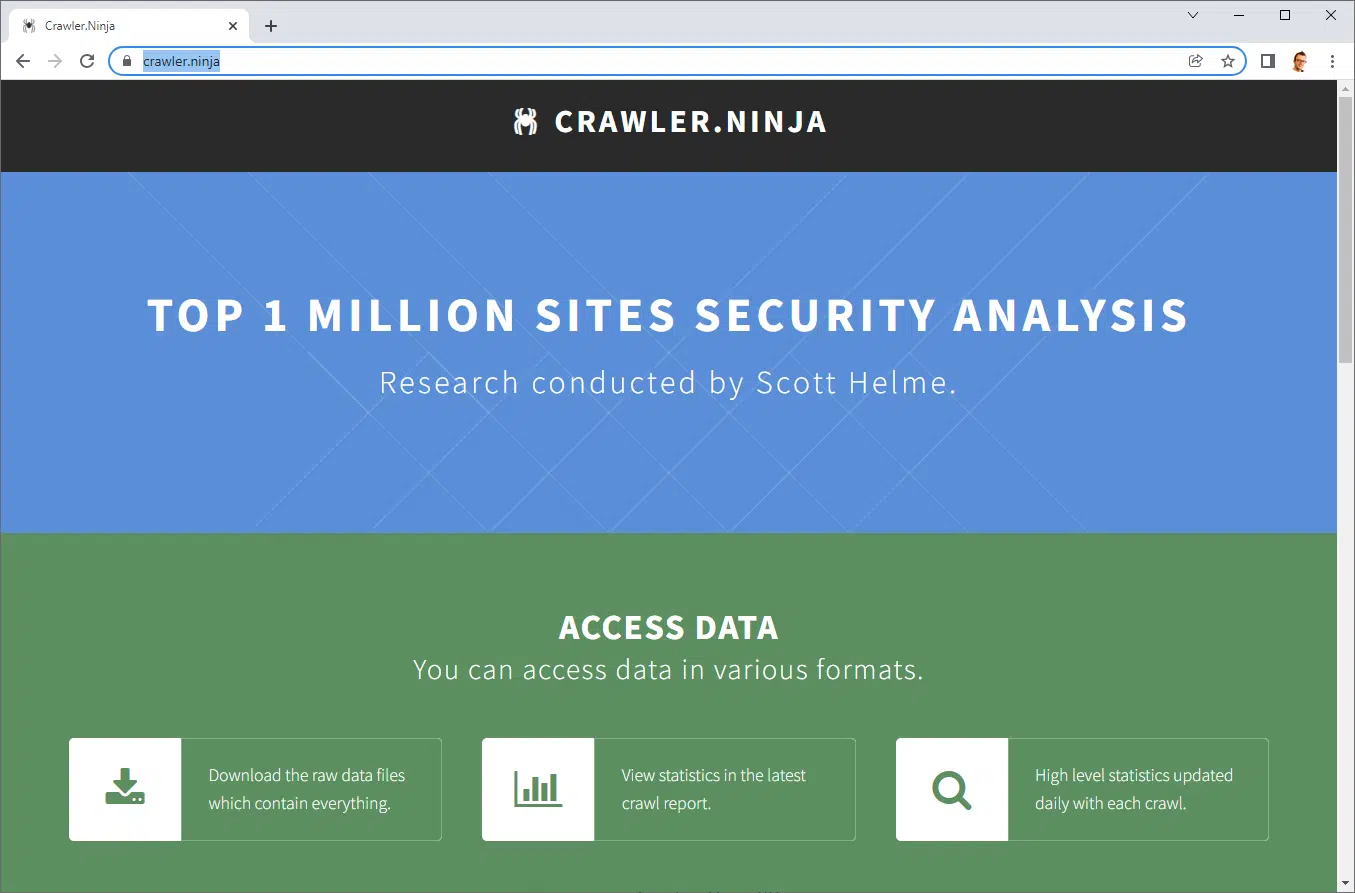 Crawler.Ninja
crawler.ninja
CRAWLER.NINJA
TOP 1 MILLION SITES SECURITY ANALYSIS
Research conducted by Scott Helme.
ACCESS DATA
You can access data in various formats.
Download the raw data files
which contain everything.
View statistics in the latest
crawl report.
High level statistics updated
daily with each crawl.